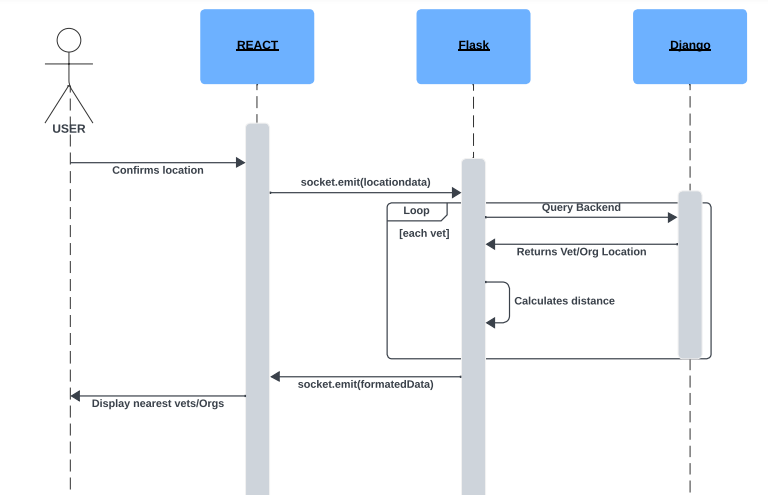 REACT
Flask
Django
USER
Confirms location
socket.emit(locationdata)
Loop
Query Backend
[each vet]
Returns Vet/Org Location
Calculates distance
socket.emit(formatedData)
Display nearest vets/Orgs